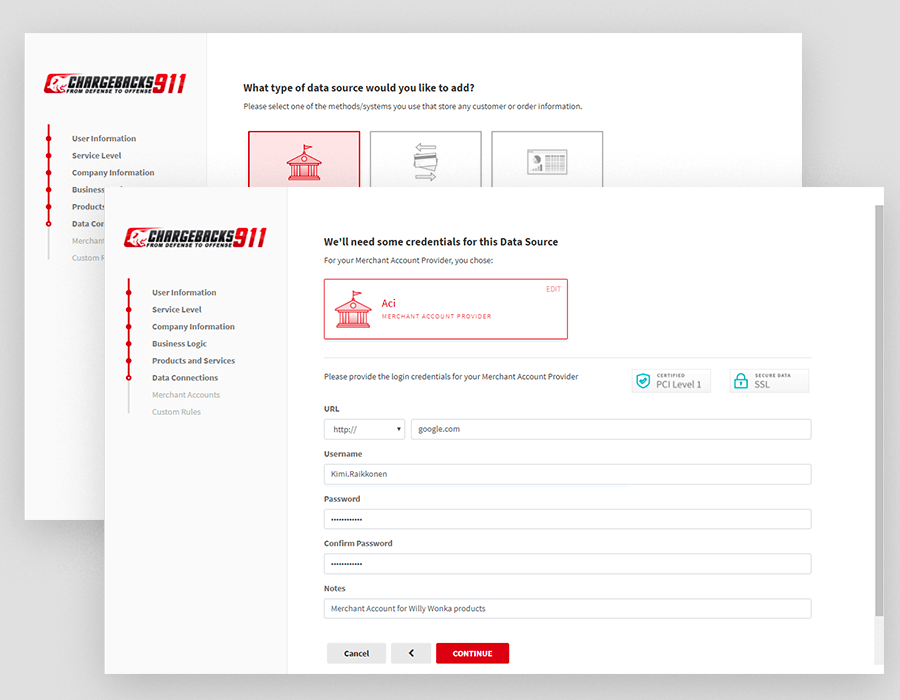 CHARGEBACKS911
FROM DEFENSE TO OFFENSE
User Information
Service Level
Company Information
Business
Products
Data Con
Merchant
Custom R
What type of data source would you like to add?
Please select one of the methods/systems you use that store any customer or order information.
CHARGEBACKS911
FROM DEFENSE TO OFFENSE
User Information
Service Level
Company Information
Business Logic
Products and Services
Data Connections
Merchant Accounts
Custom Rules
We'll need some credentials for this Data Source
For your Merchant Account Provider, you chose:
EDIT
Aci
MERCHANT ACCOUNT PROVIDER
Please provide the login credentials for your Merchant Account Provider
CERTIFIED
PCI Level 1
SECURE DATA
SSL
URL
http:// google.com
Username
Kimi.Raikkonen
Password
••••••••••••
Confirm Password
••••••••••••
Notes
Merchant Account for Willy Wonka products
Cancel CONTINUE